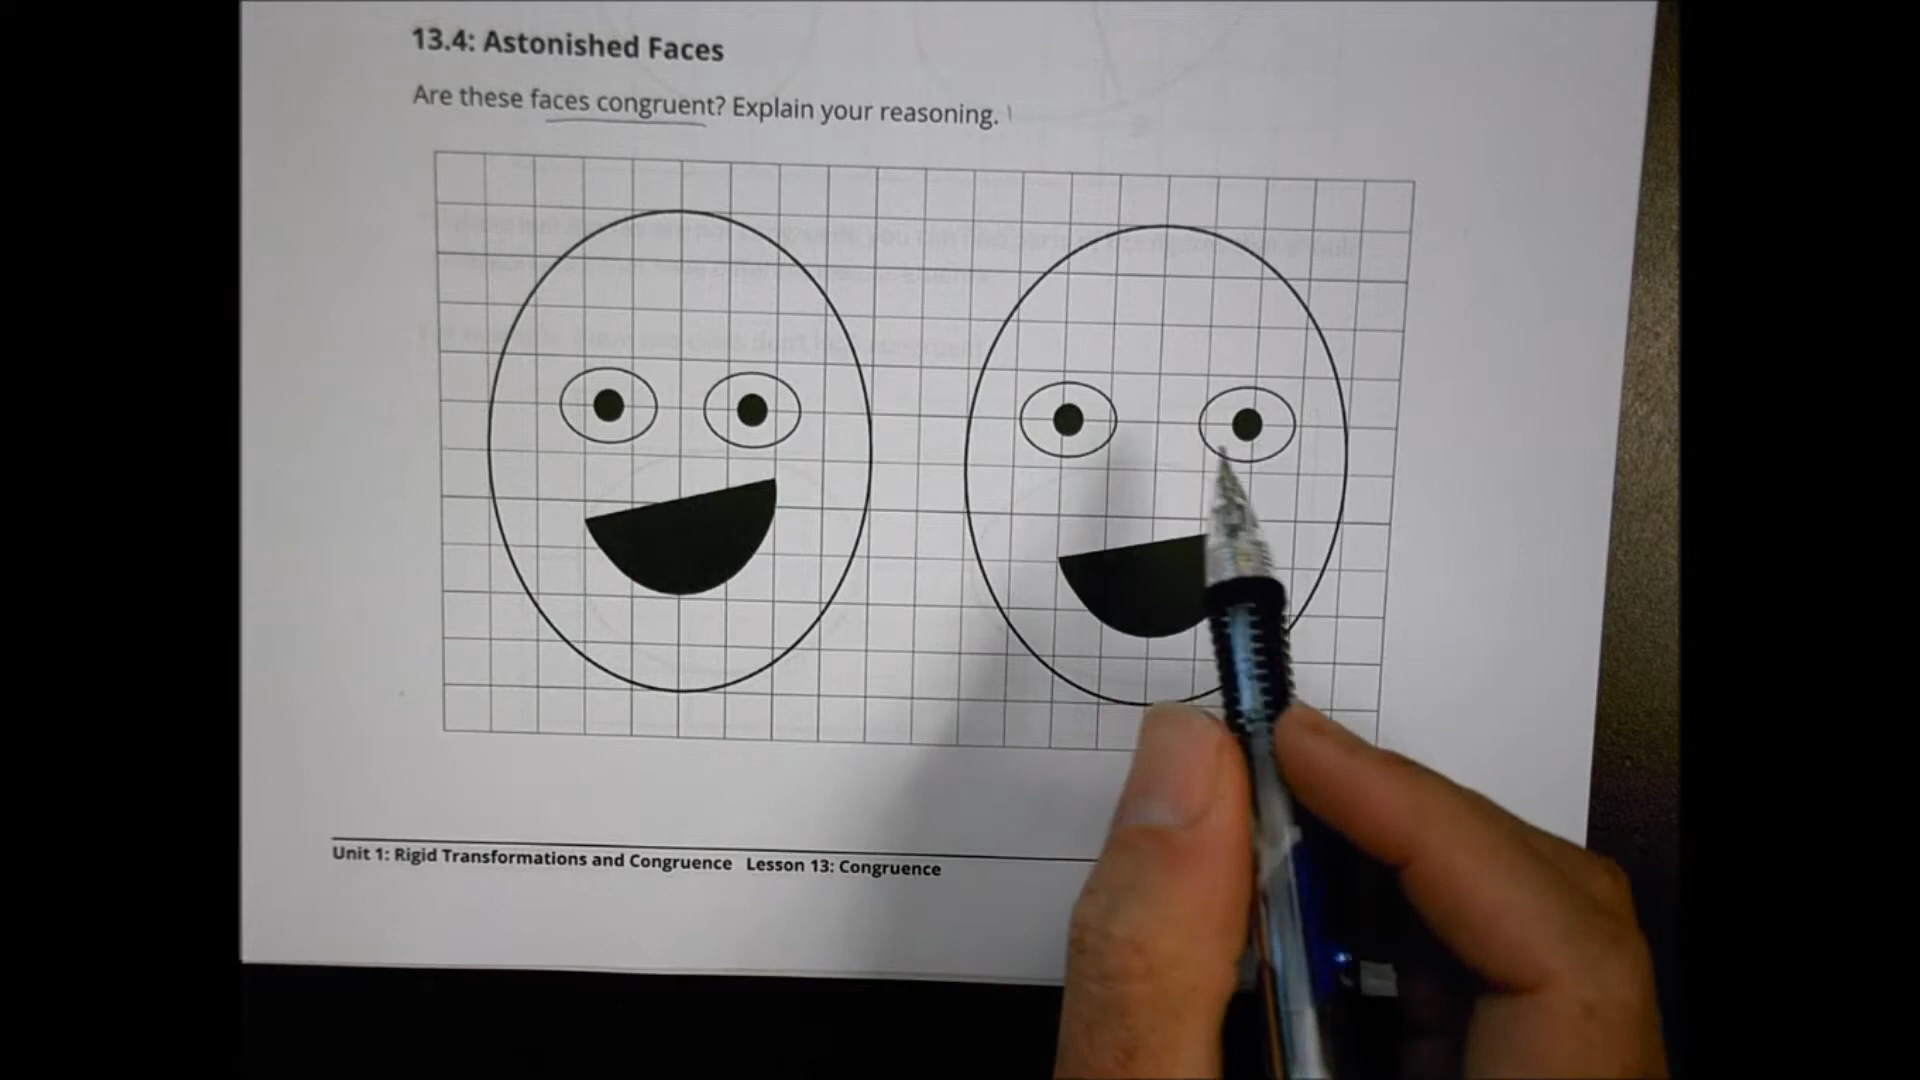 13.4: Astonished Faces
Are these faces congruent? Explain your reasoning.
Unit 1: Rigid Transformations and Congruence Lesson 13: Congruence